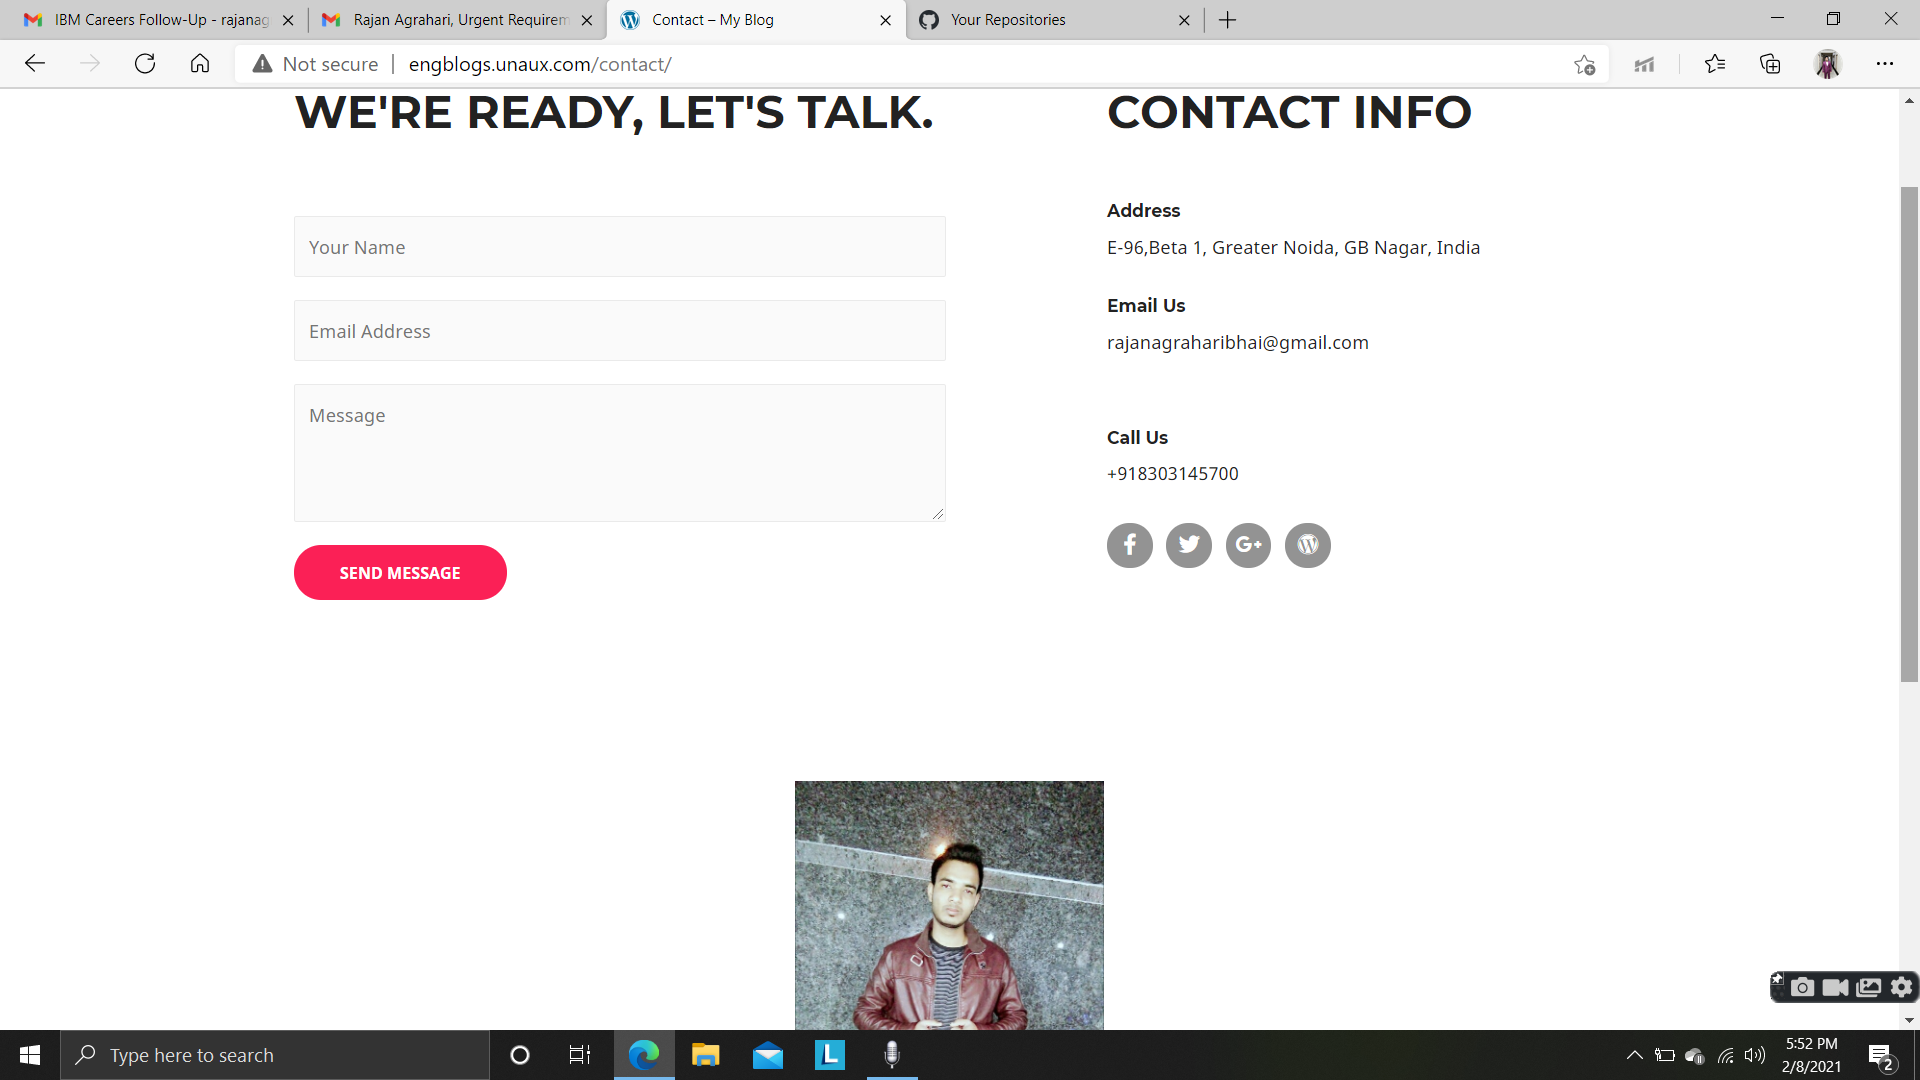 IBM Careers Follow-Up - rajanag
Rajan Agrahari, Urgent Requirem
Contact – My Blog
Your Repositories
Not secure
engblogs.unaux.com/contact/
WE'RE READY, LET'S TALK.
Your Name
Email Address
Message
SEND MESSAGE
CONTACT INFO
Address
E-96,Beta 1, Greater Noida, GB Nagar, India
Email Us
rajanagraharibhai@gmail.com
Call Us
+918303145700
Type here to search
L
5:52 PM
2/8/2021
2